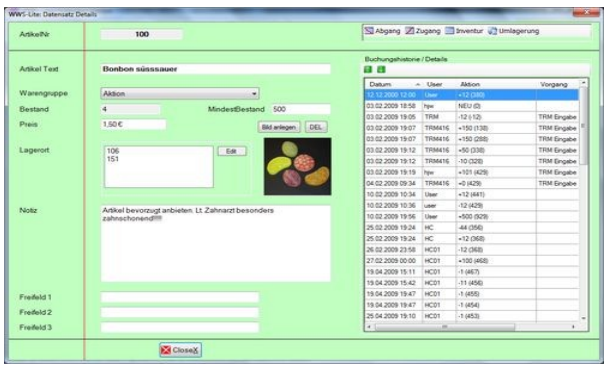 WWS-Lite: Datensatz Details
ArtikelNr 100
Abgang Zugang Inventur Umlagerung
Artikel Text Bonbon süsssauer
Warengruppe Aktion
Bestand 4 MindestBestand 500
Preis 1,50 € Bild anlegen DEL
Lagerort 106
151
Edit
Notiz Artikel bevorzugt anbieten. Lt. Zahnarzt besonders
zahnschonend!!!!!
Freifeld 1
Freifeld 2
Freifeld 3
CloseX
Buchungshistorie / Details
Datum User Aktion Vorgang
12.12.2000 12:00 User +12 (380)
03.02.2009 18:58 hjw NEU (0)
03.02.2009 19:05 TRM -12 (-12) TRM Eingabe
03.02.2009 19:07 TRM416 +150 (138) TRM Eingabe
03.02.2009 19:07 TRM416 +150 (288) TRM Eingabe
03.02.2009 19:12 TRM416 +50 (338) TRM Eingabe
03.02.2009 19:12 TRM416 -10 (328) TRM Eingabe
03.02.2009 19:19 hjw +101 (429) TRM Eingabe
04.02.2009 09:34 TRM416 +0 (429) TRM Eingabe
10.02.2009 10:34 User +12 (441)
10.02.2009 10:36 user -12 (429)
10.02.2009 19:56 User +500 (929)
25.02.2009 19:24 HC -44 (356)
25.02.2009 19:24 HC +12 (368)
26.02.2009 23:58 HC01 -12 (368)
27.02.2009 00:00 HC01 +100 (468)
19.04.2009 15:11 HC01 -1 (467)
19.04.2009 15:42 HC01 -11 (456)
19.04.2009 19:47 HC01 -1 (455)
19.04.2009 19:47 HC01 -1 (454)
25.04.2009 19:10 HC01 -1 (453)